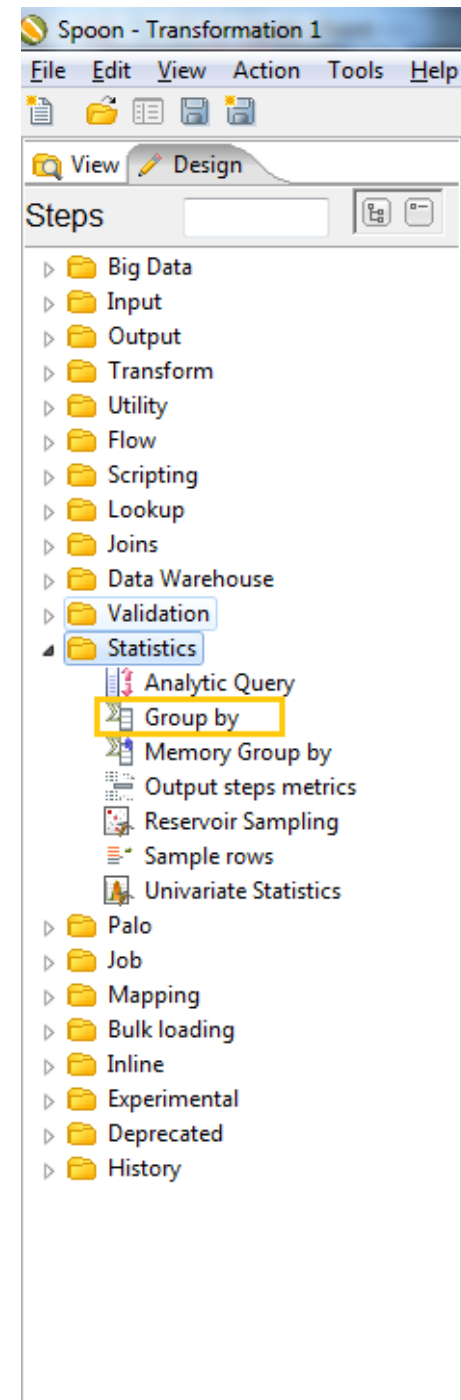 Spoon - Transformation 1
File Edit View Action Tools Help
View Design
Steps
Big Data
Input
Output
Transform
Utility
Flow
Scripting
Lookup
Joins
Data Warehouse
Validation
Statistics
Analytic Query
Group by
Memory Group by
Output steps metrics
Reservoir Sampling
Sample rows
Univariate Statistics
Palo
Job
Mapping
Bulk loading
Inline
Experimental
Deprecated
History